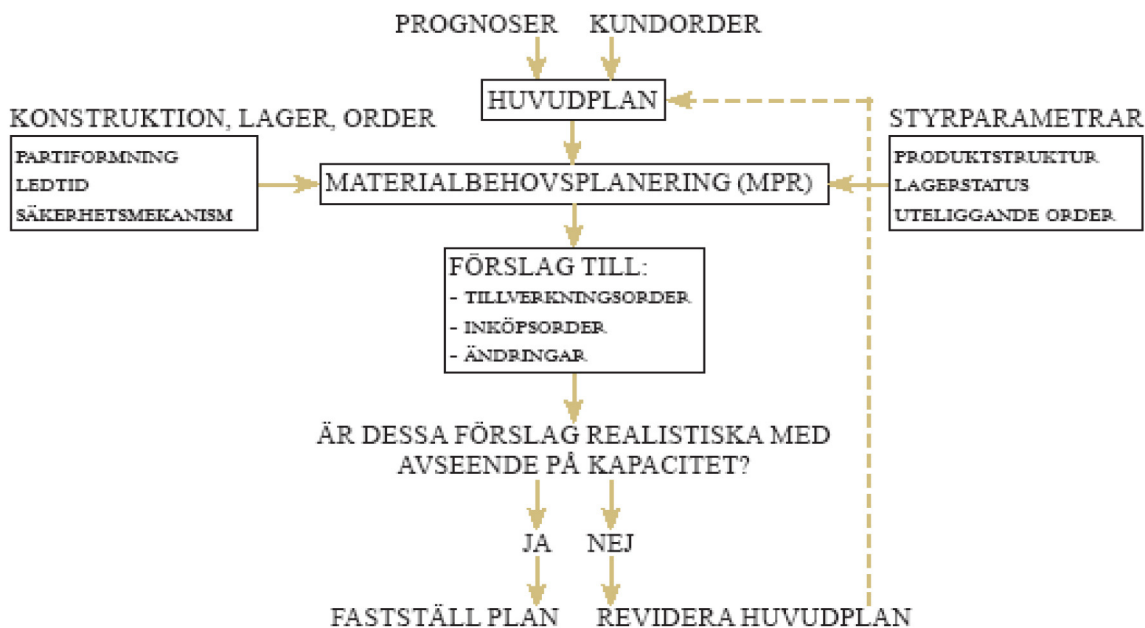 PROGNOSER KUNDORDER
HUVUDPLAN
KONSTRUKTION, LAGER, ORDER
PARTIFORMNING
LEDTID
SÄKERHETSMEKANISM
STYRPARAMETRAR
PRODUKTSTRUKTUR
LAGERSTATUS
UTELIGGANDE ORDER
MATERIALBEHOVSPLANERING (MPR)
FÖRSLAG TILL:
- TILLVERKNINGSORDER
- INKÖPSORDER
- ÄNDRINGAR
ÄR DESSA FÖRSLAG REALISTISKA MED
AVSEENDE PÅ KAPACITET?
JA NEJ
FASTSTÄLL PLAN REVIDERA HUVUDPLAN